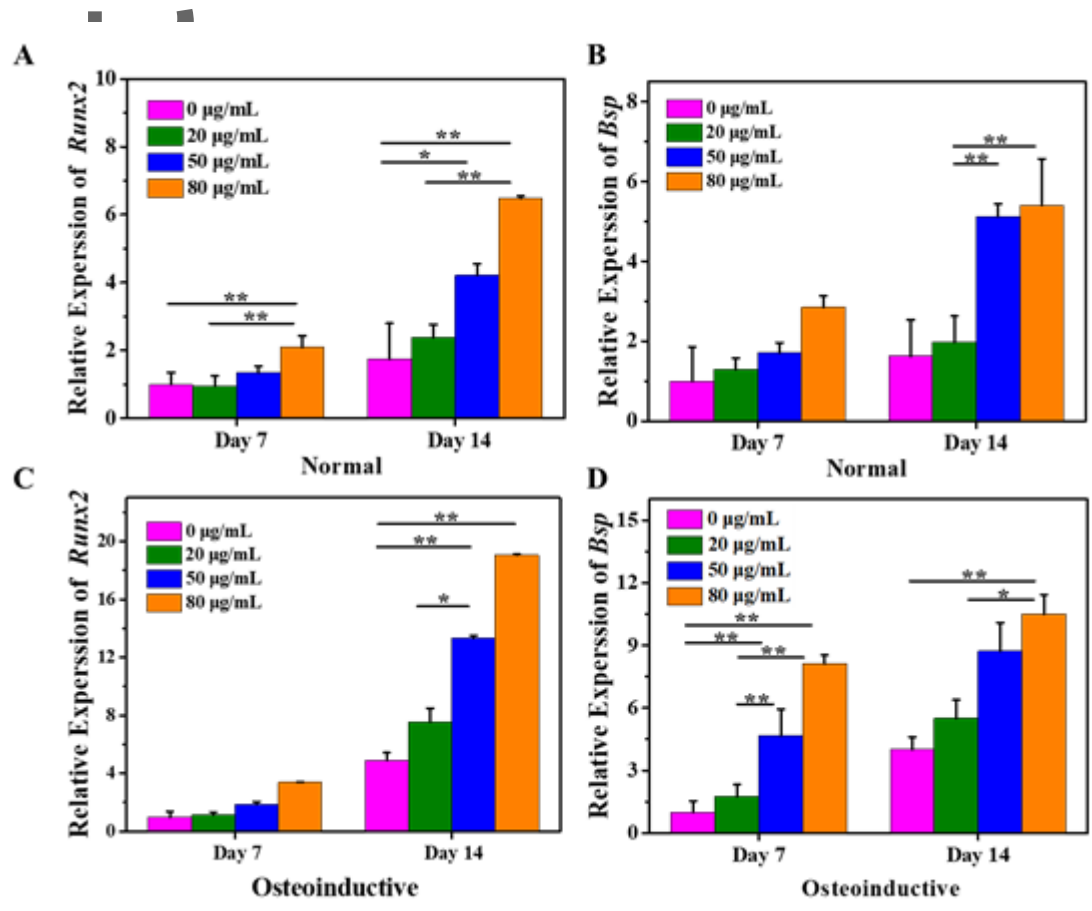 A
Relative Experssion of Runx2
10
8
6
4
2
0
0 μg/mL
20 μg/mL
50 μg/mL
80 μg/mL
**
**
**
*
**
Day 7
Day 14
Normal
B
Relative Experssion of Bsp
8
6
4
2
0
0 μg/mL
20 μg/mL
50 μg/mL
80 μg/mL
**
**
Day 7
Day 14
Normal
C
Relative Experssion of Runx2
20
16
12
8
4
0
0 μg/mL
20 μg/mL
50 μg/mL
80 μg/mL
**
**
*
Day 7
Day 14
Osteoinductive
D
Relative Experssion of Bsp
15
12
9
6
3
0
0 μg/mL
20 μg/mL
50 μg/mL
80 μg/mL
**
**
**
**
**
*
Day 7
Day 14
Osteoinductive